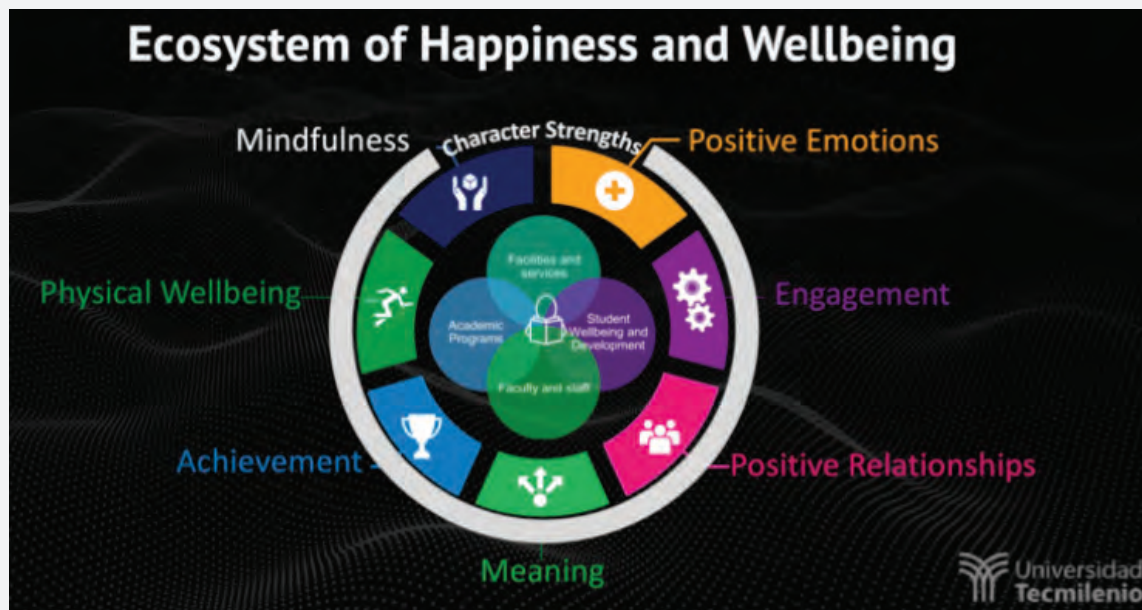 Ecosystem of Happiness and Wellbeing
Character Strengths
Mindfulness
Positive Emotions
Physical Wellbeing
Engagement
Achievement
Positive Relationships
Meaning
Facilities and
services
Academic
Programs
Student
Wellbeing and
Development
Faculty and staff
Universidad
Tecmilenio